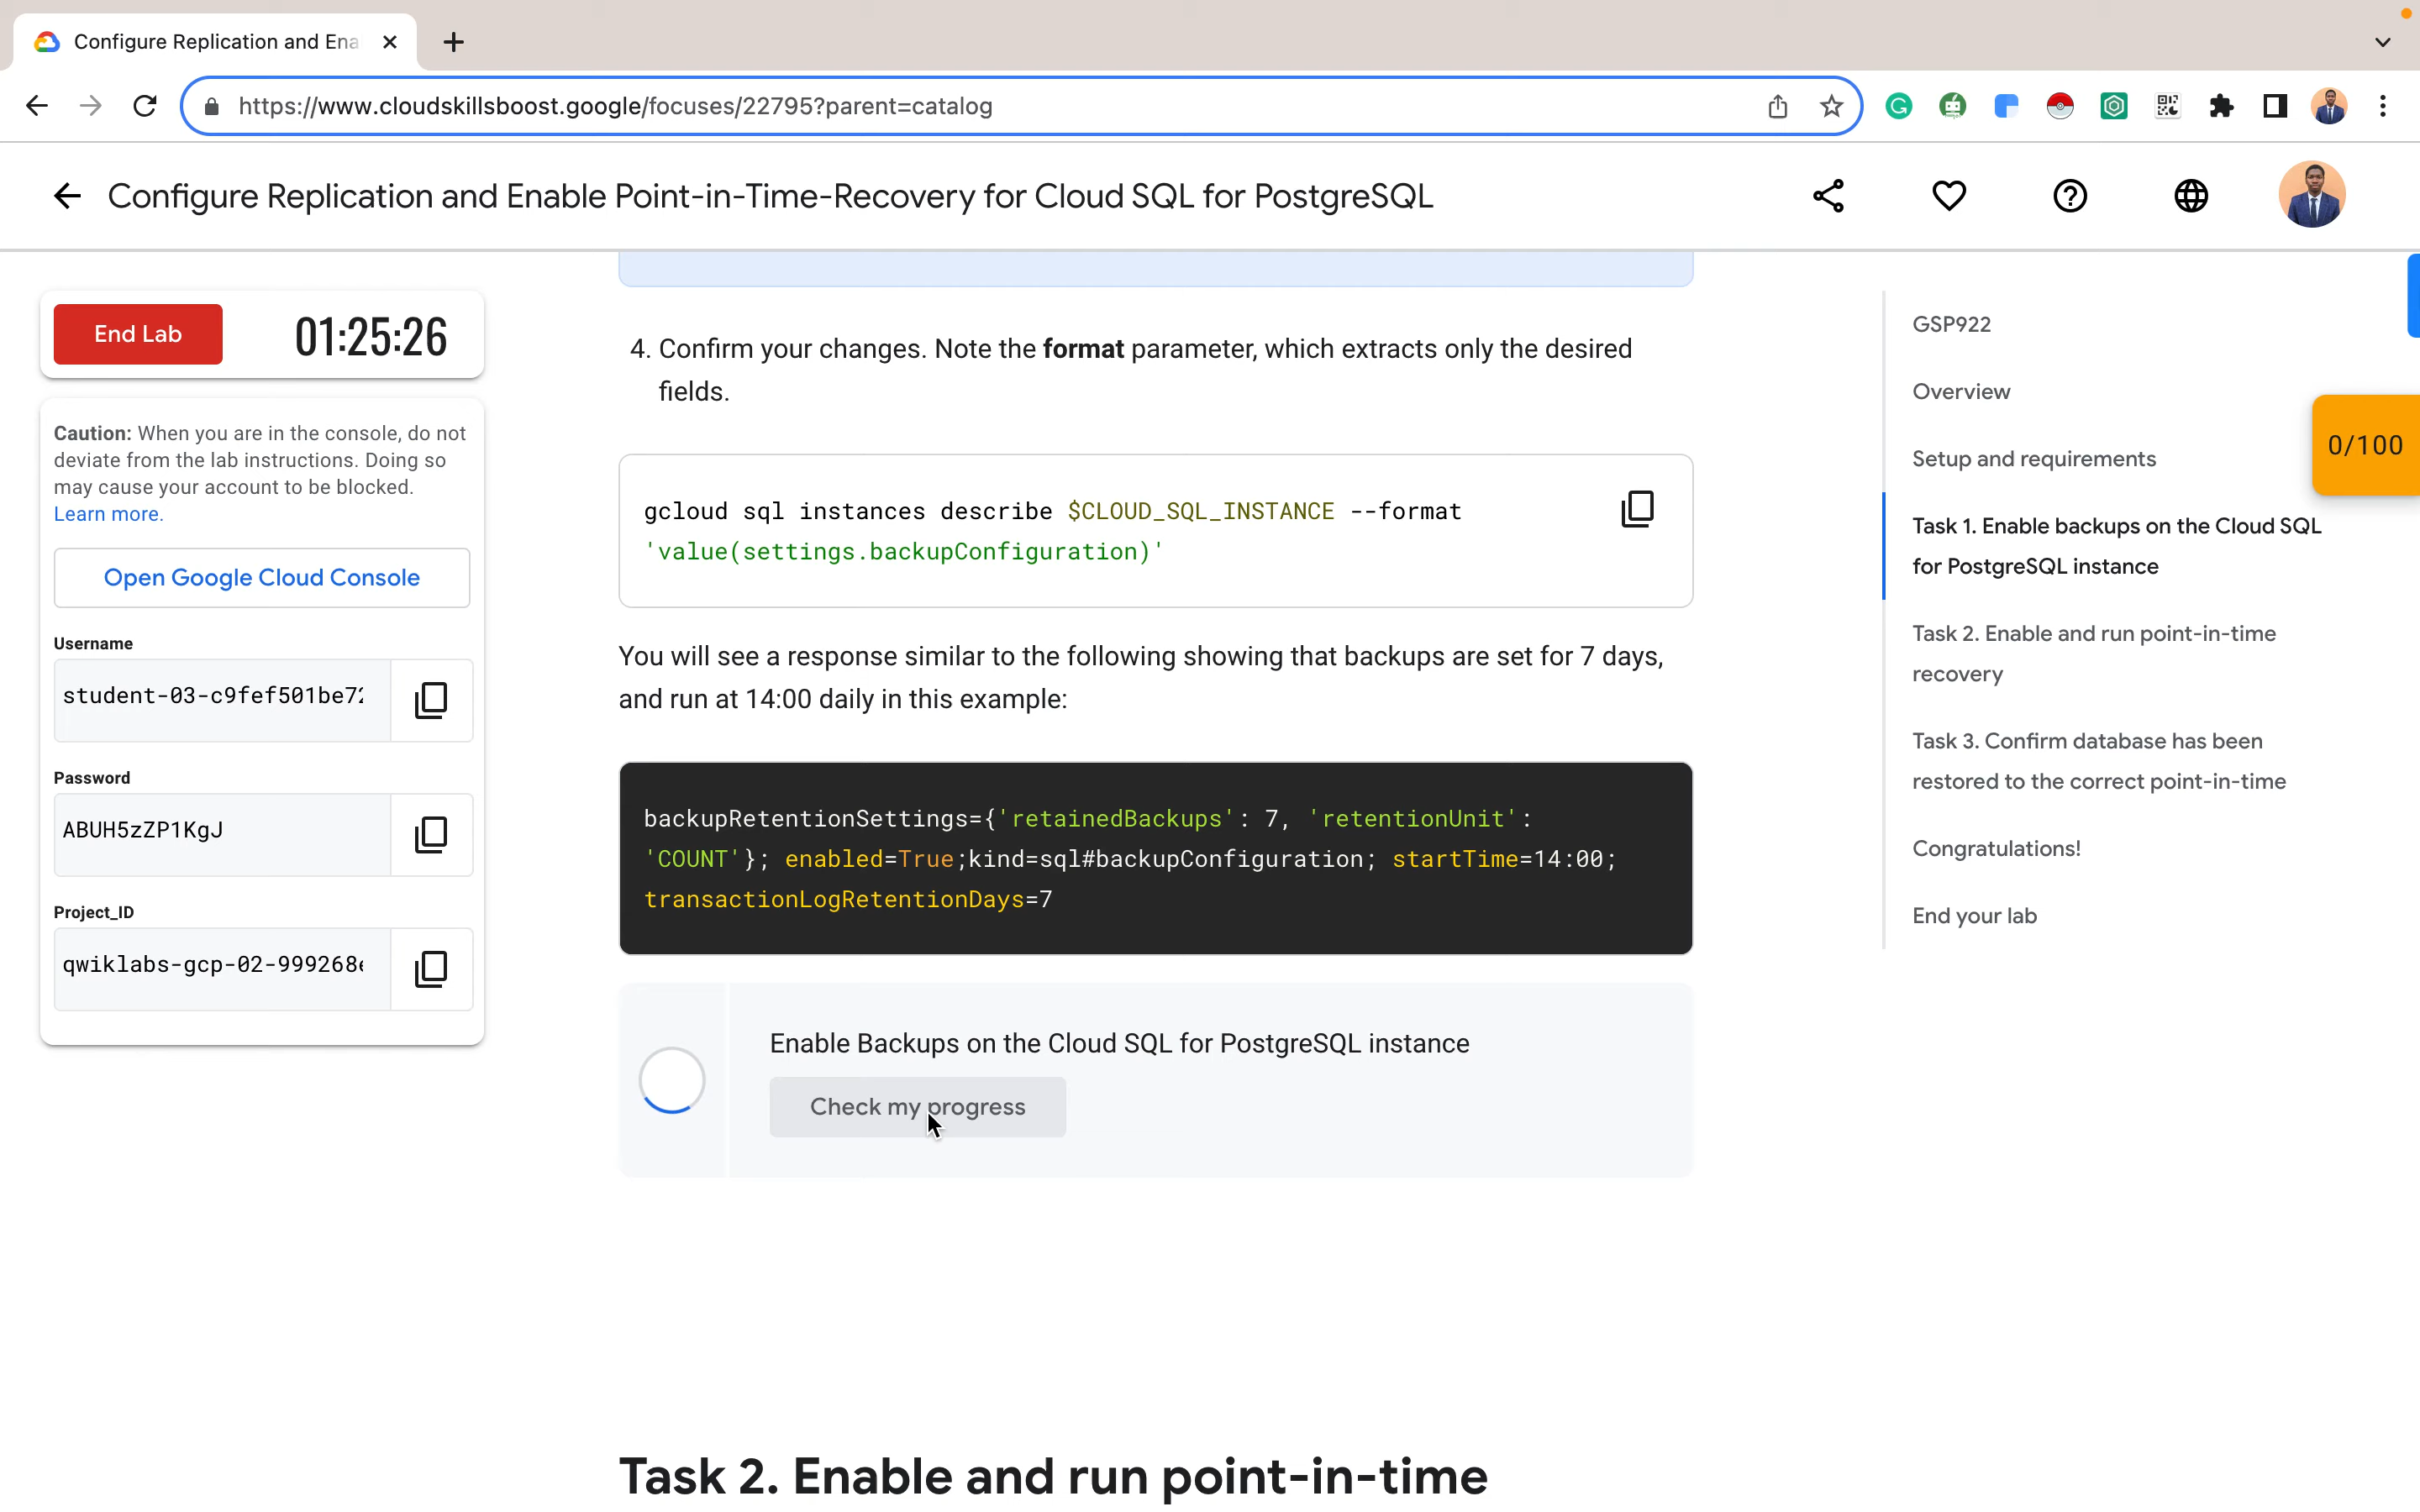 Configure Replication and Ena
https://www.cloudskillsboost.google/focuses/22795?parent=catalog
Configure Replication and Enable Point-in-Time-Recovery for Cloud SQL for PostgreSQL
End Lab
01:25:26
Caution: When you are in the console, do not
deviate from the lab instructions. Doing so
may cause your account to be blocked.
Learn more.
Open Google Cloud Console
Username
student-03-c9fef501be72
Password
ABUH5zZP1KgJ
Project_ID
qwiklabs-gcp-02-999268e
4. Confirm your changes. Note the format parameter, which extracts only the desired
fields.
gcloud sql instances describe $CLOUD_SQL_INSTANCE --format
'value(settings.backupConfiguration)'
You will see a response similar to the following showing that backups are set for 7 days,
and run at 14:00 daily in this example:
backupRetentionSettings={'retainedBackups': 7, 'retentionUnit':
'COUNT'}; enabled=True;kind=sql#backupConfiguration; startTime=14:00;
transactionLogRetentionDays=7
Enable Backups on the Cloud SQL for PostgreSQL instance
Check my progress
Task 2. Enable and run point-in-time
GSP922
Overview
Setup and requirements
Task 1. Enable backups on the Cloud SQL
for PostgreSQL instance
Task 2. Enable and run point-in-time
recovery
Task 3. Confirm database has been
restored to the correct point-in-time
Congratulations!
End your lab
0/100